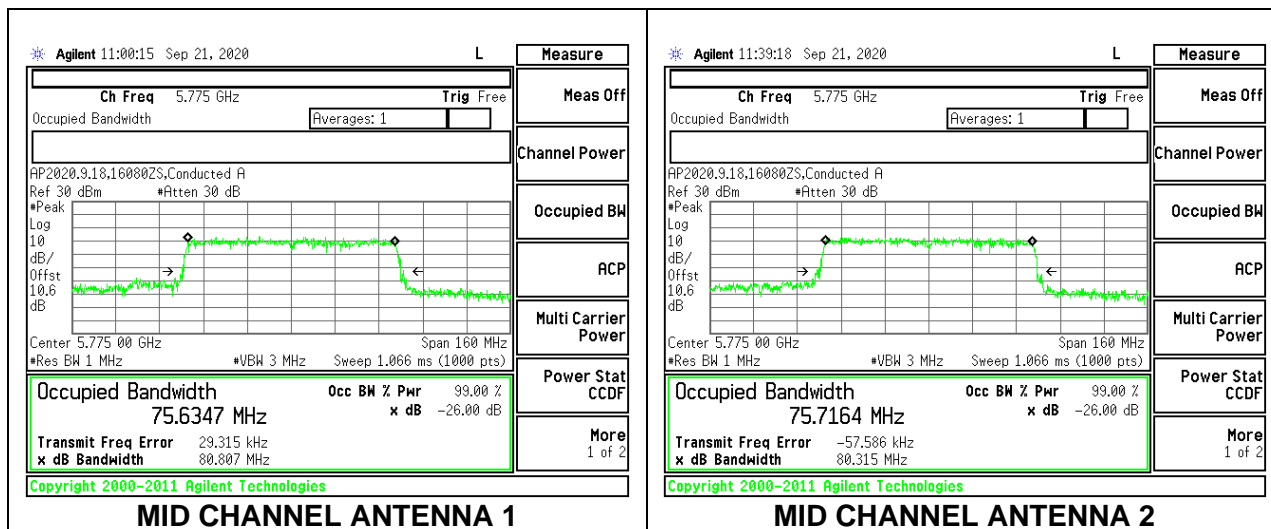 Agilent 11:00:15 Sep 21, 2020 L
Measure
Ch Freq 5.775 GHz Trig Free
Meas Off
Occupied Bandwidth Averages: 1
Channel Power
AP2020.9.18,16080ZS,Conducted A
Ref 30 dBm #Atten 30 dB
#Peak
Occupied BW
Log
10
dB/
ACP
Offst
10.6
dB
Multi Carrier
Power
Center 5.775 00 GHz Span 160 MHz
#Res BW 1 MHz #VBW 3 MHz Sweep 1.066 ms (1000 pts)
Power Stat
CCDF
Occupied Bandwidth Occ BW % Pwr 99.00 %
75.6347 MHz x dB -26.00 dB
More
1 of 2
Transmit Freq Error 29.315 kHz
x dB Bandwidth 80.807 MHz
Copyright 2000-2011 Agilent Technologies
MID CHANNEL ANTENNA 1
Agilent 11:39:18 Sep 21, 2020 L
Measure
Ch Freq 5.775 GHz Trig Free
Meas Off
Occupied Bandwidth Averages: 1
Channel Power
AP2020.9.18,16080ZS,Conducted A
Ref 30 dBm #Atten 30 dB
#Peak
Occupied BW
Log
10
dB/
ACP
Offst
10.6
dB
Multi Carrier
Power
Center 5.775 00 GHz Span 160 MHz
#Res BW 1 MHz #VBW 3 MHz Sweep 1.066 ms (1000 pts)
Power Stat
CCDF
Occupied Bandwidth Occ BW % Pwr 99.00 %
75.7164 MHz x dB -26.00 dB
More
1 of 2
Transmit Freq Error -57.586 kHz
x dB Bandwidth 80.315 MHz
Copyright 2000-2011 Agilent Technologies
MID CHANNEL ANTENNA 2